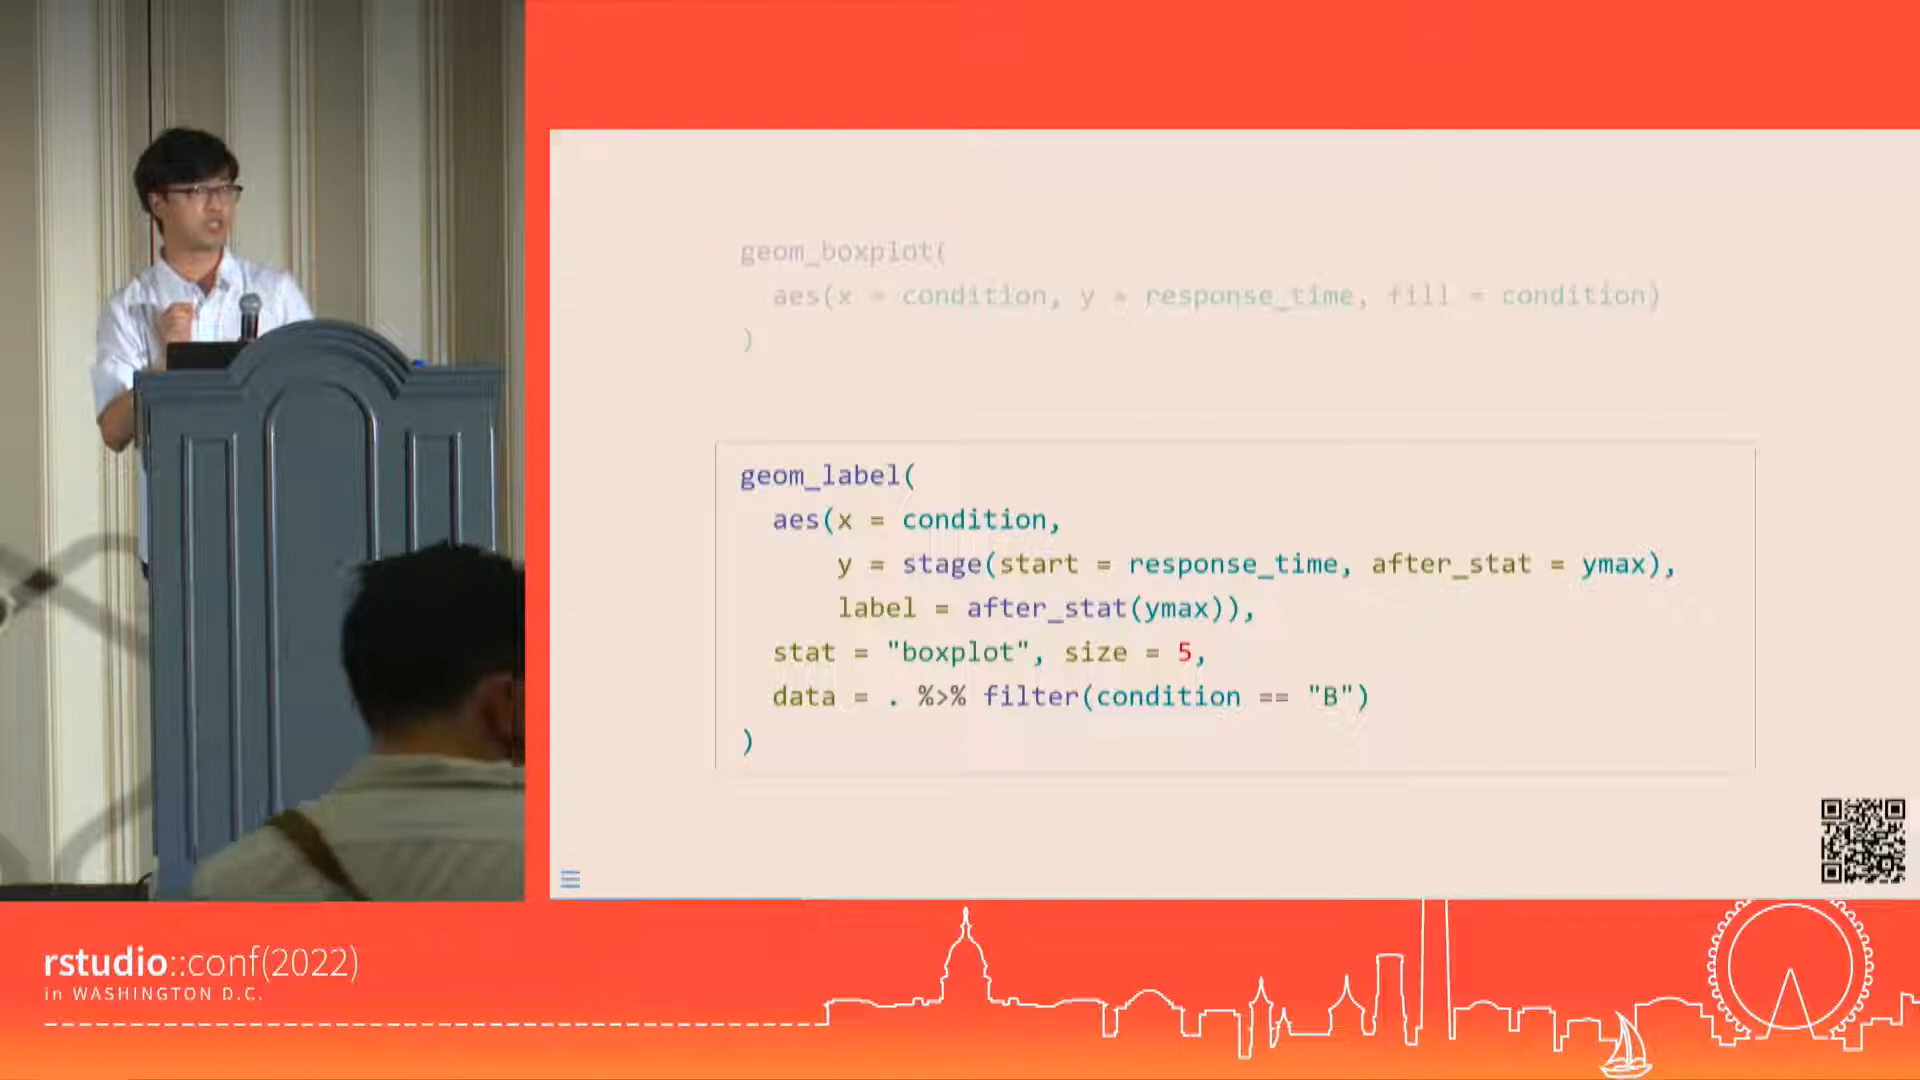 geom_boxplot(
aes(x = condition, y = response_time, fill = condition)
)
geom_label(
aes(x = condition,
y = stage(start = response_time, after_stat = ymax),
label = after_stat(ymax)),
stat = "boxplot", size = 5,
data = . %>% filter(condition == "B")
)
rstudio::conf(2022)
in WASHINGTON D.C.